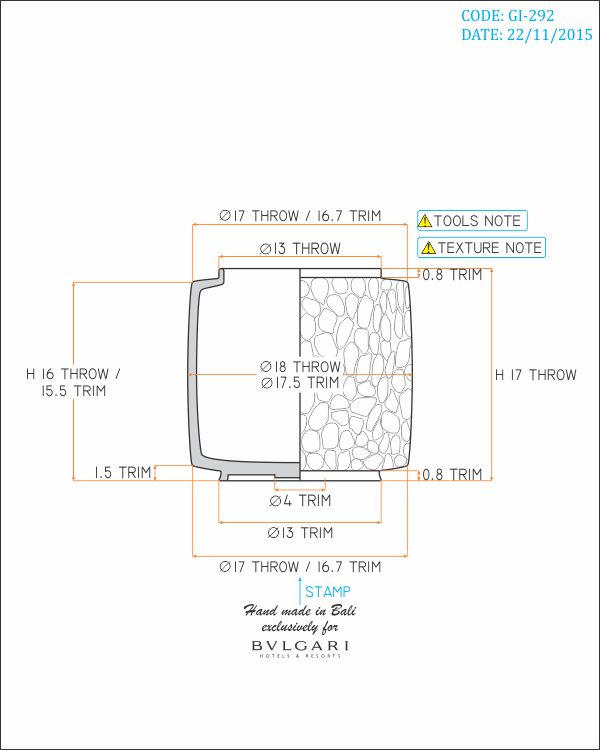 CODE: GI-292
DATE: 22/11/2015
Ø17 THROW / 16.7 TRIM
TOOLS NOTE
Ø13 THROW
TEXTURE NOTE
0.8 TRIM
Ø18 THROW
Ø17.5 TRIM
H 16 THROW /
15.5 TRIM
H 17 THROW
1.5 TRIM
0.8 TRIM
Ø4 TRIM
Ø13 TRIM
Ø17 THROW / 16.7 TRIM
STAMP
Hand made in Bali
exclusively for
BVLGARI
HOTELS & RESORTS